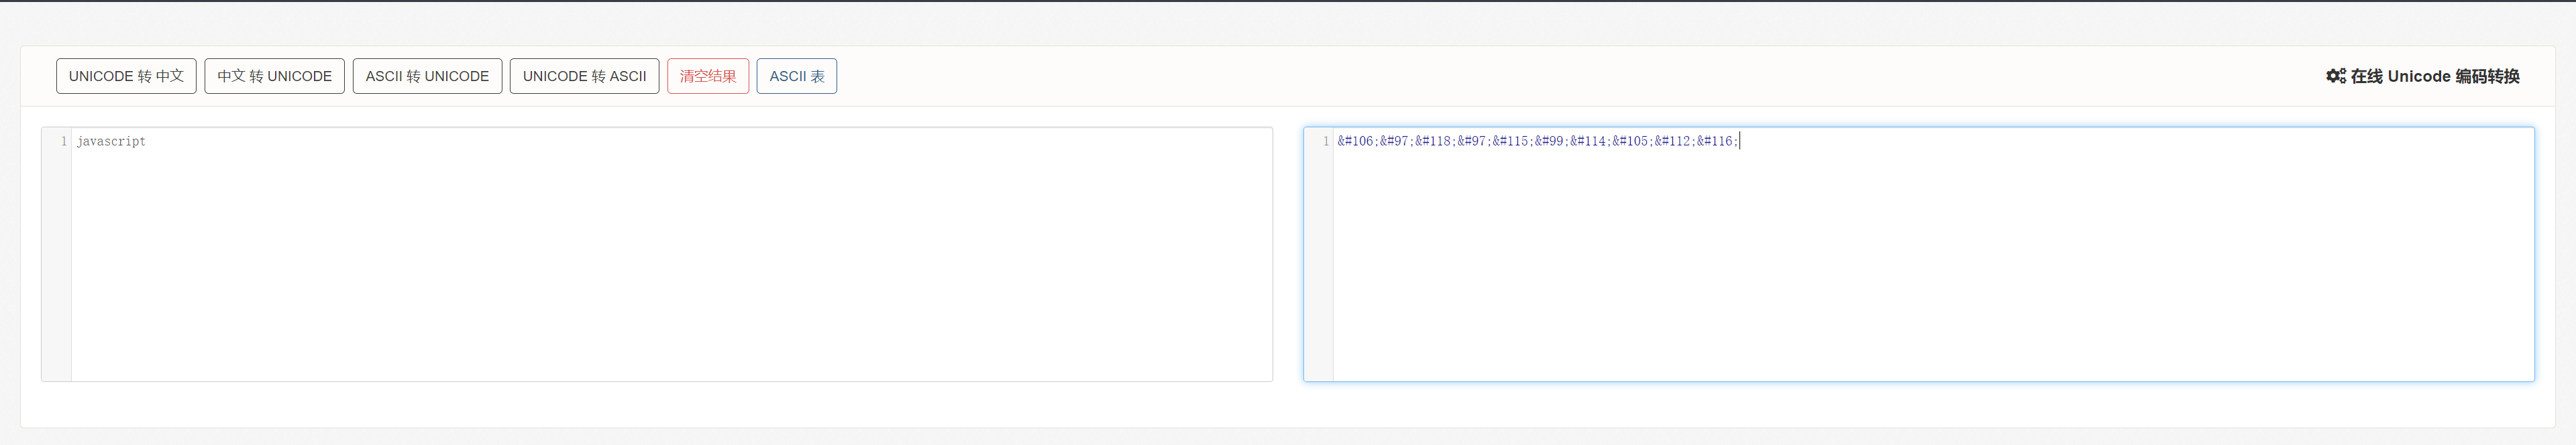 UNICODE 转 中文 中文 转 UNICODE ASCII 转 UNICODE UNICODE 转 ASCII 清空结果 ASCII 表 在线 Unicode 编码转换
1 javascript
1 &#106;&#97;&#118;&#97;&#115;&#99;&#114;&#105;&#112;&#116;